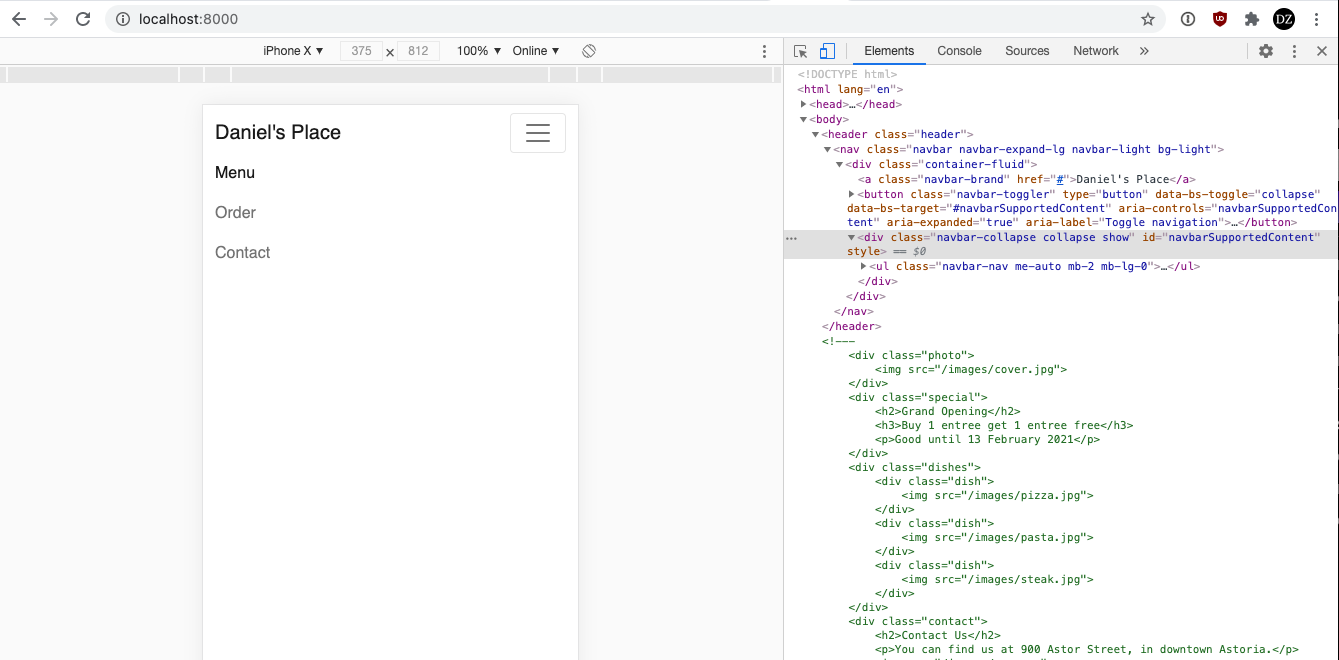 localhost:8000
DZ
iPhone X ▼ 375 x 812 100% ▼ Online ▼
Elements Console Sources Network »
Daniel's Place
Menu
Order
Contact
<!DOCTYPE html>
<html lang="en">
<head>…</head>
<body>
<header class="header">
<nav class="navbar navbar-expand-lg navbar-light bg-light">
<div class="container-fluid">
<a class="navbar-brand" href="#">Daniel's Place</a>
<button class="navbar-toggler" type="button" data-bs-toggle="collapse"
data-bs-target="#navbarSupportedContent" aria-controls="navbarSupportedCon
tent" aria-expanded="true" aria-label="Toggle navigation">…</button>
<div class="navbar-collapse collapse show" id="navbarSupportedContent"
style> == $0
<ul class="navbar-nav me-auto mb-2 mb-lg-0">…</ul>
</div>
</div>
</nav>
</header>
<!---
<div class="photo">
<img src="/images/cover.jpg">
</div>
<div class="special">
<h2>Grand Opening</h2>
<h3>Buy 1 entree get 1 entree free</h3>
<p>Good until 13 February 2021</p>
</div>
<div class="dishes">
<div class="dish">
<img src="/images/pizza.jpg">
</div>
<div class="dish">
<img src="/images/pasta.jpg">
</div>
<div class="dish">
<img src="/images/steak.jpg">
</div>
</div>
<div class="contact">
<h2>Contact Us</h2>
<p>You can find us at 900 Astor Street, in downtown Astoria.</p>